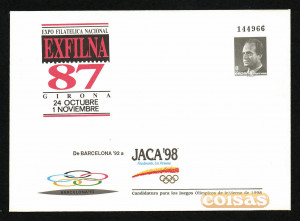 EXPO FILATELICA NACIONAL
144966
EXFILNA
87
GIRONA
24 OCTUBRE
1 NOVIEMBRE
De BARCELONA '92 a
JACA'98
Candidatura para los Juegos Olímpicos de Invierno de 1998
coisas